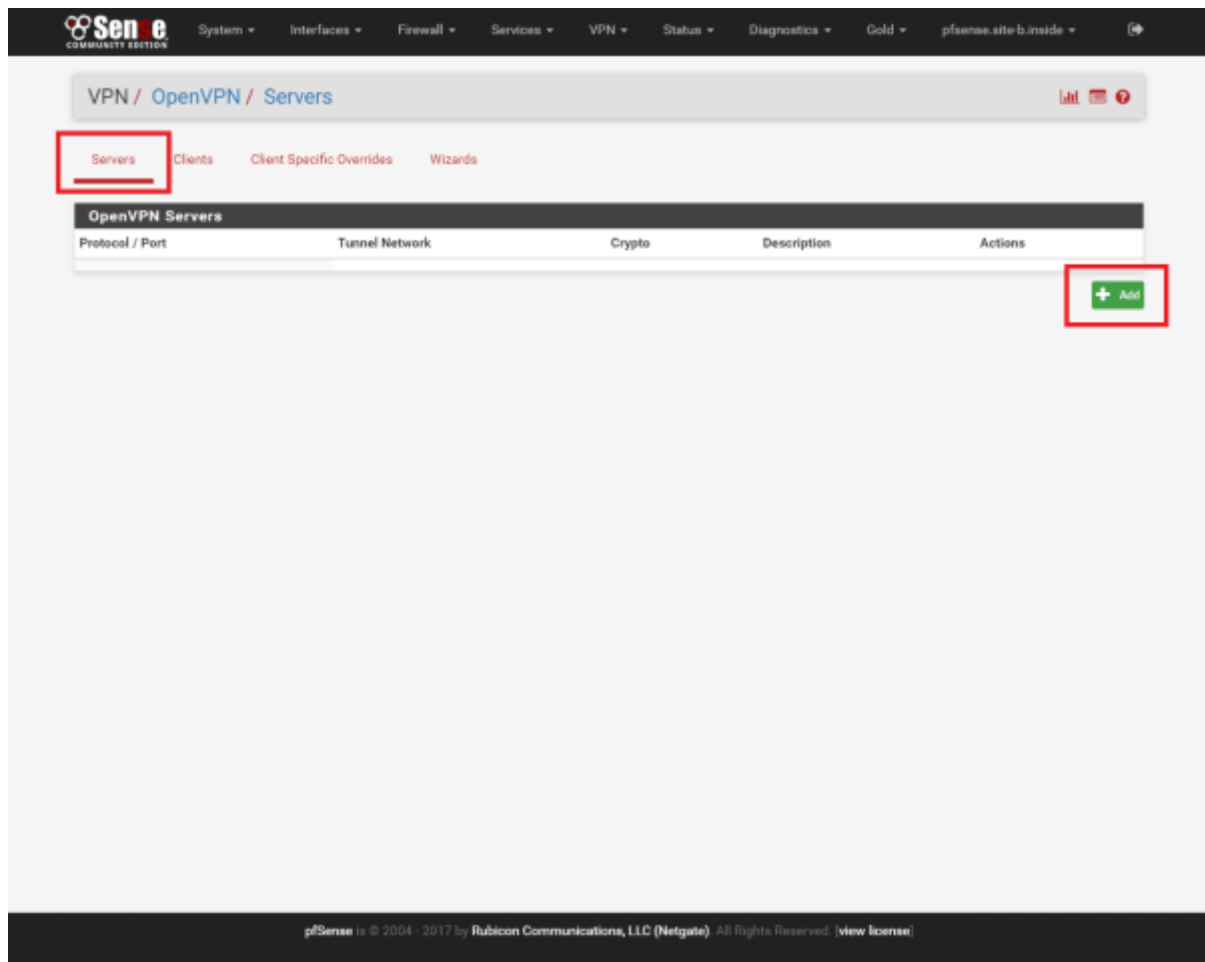 Sense
COMMUNITY EDITION
System Interfaces Firewall Services VPN Status Diagnostics Gold pfsense.site-b.inside
VPN / OpenVPN / Servers
Servers Clients Client Specific Overrides Wizards
OpenVPN Servers
Protocol / Port Tunnel Network Crypto Description Actions
+ Add
pfSense is © 2004 - 2017 by Rubicon Communications, LLC (Netgate). All Rights Reserved. [view license]